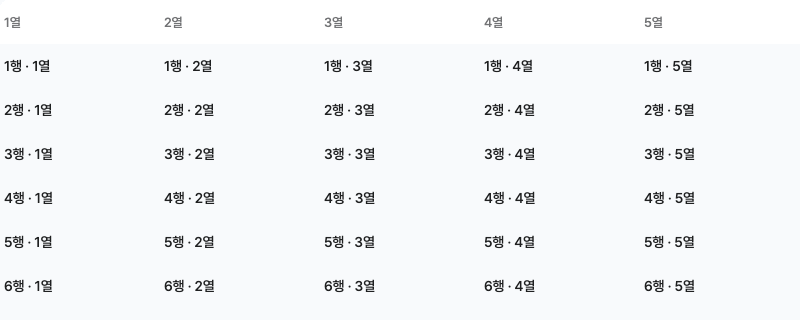 1열 2열 3열 4열 5열
1행 · 1열 1행 · 2열 1행 · 3열 1행 · 4열 1행 · 5열
2행 · 1열 2행 · 2열 2행 · 3열 2행 · 4열 2행 · 5열
3행 · 1열 3행 · 2열 3행 · 3열 3행 · 4열 3행 · 5열
4행 · 1열 4행 · 2열 4행 · 3열 4행 · 4열 4행 · 5열
5행 · 1열 5행 · 2열 5행 · 3열 5행 · 4열 5행 · 5열
6행 · 1열 6행 · 2열 6행 · 3열 6행 · 4열 6행 · 5열